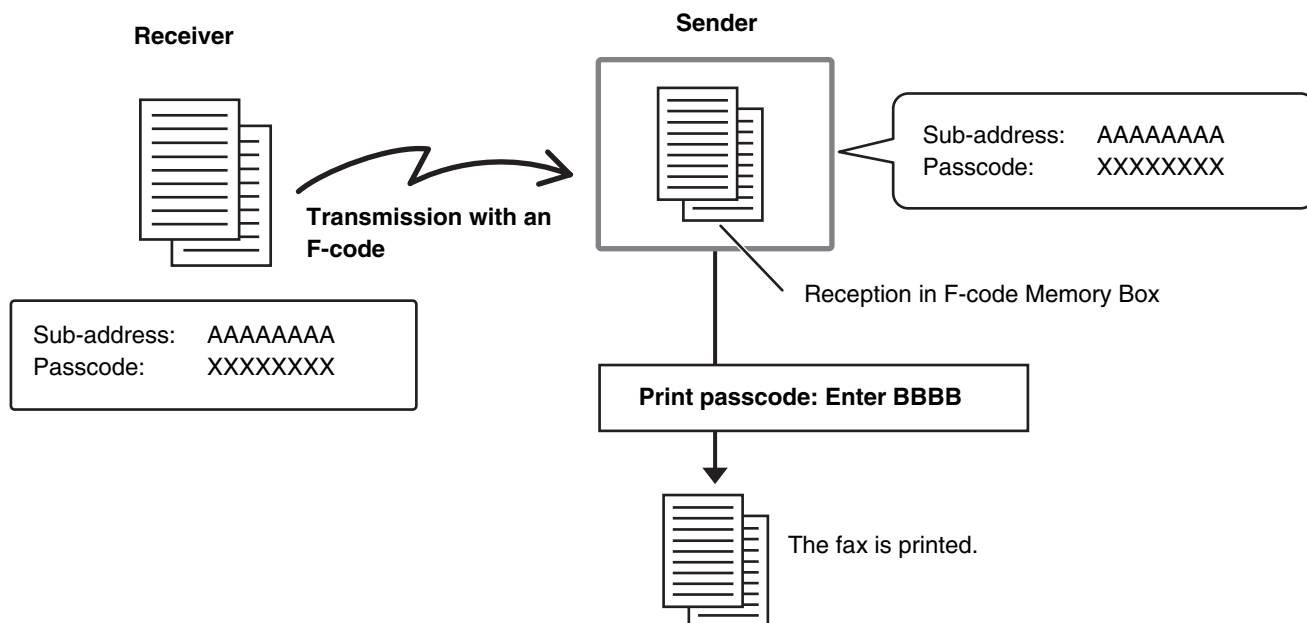 Receiver
Sender
Sub-address: AAAAAAAA
Passcode: XXXXXXXX
Transmission with an
F-code
Reception in F-code Memory Box
Sub-address: AAAAAAAA
Passcode: XXXXXXXX
Print passcode: Enter BBBB
The fax is printed.